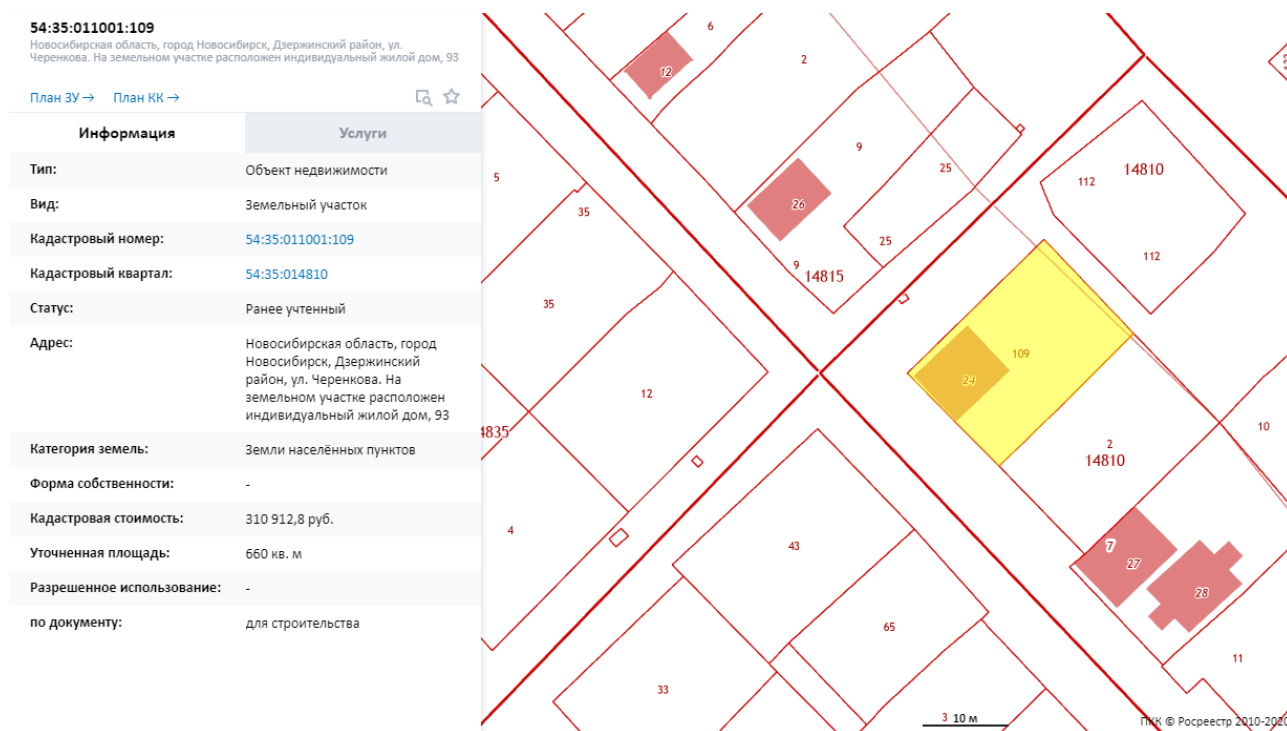 54:35:011001:109
Новосибирская область, город Новосибирск, Дзержинский район, ул.
Черенкова. На земельном участке расположен индивидуальный жилой дом, 93
План ЗУ → План КК →
Информация Услуги
Тип: Объект недвижимости
Вид: Земельный участок
Кадастровый номер: 54:35:011001:109
Кадастровый квартал: 54:35:014810
Статус: Ранее учтенный
Адрес: Новосибирская область, город
Новосибирск, Дзержинский
район, ул. Черенкова. На
земельном участке расположен
индивидуальный жилой дом, 93
Категория земель: Земли населённых пунктов
Форма собственности: -
Кадастровая стоимость: 310 912,8 руб.
Уточненная площадь: 660 кв. м
Разрешенное использование: -
по документу: для строительства
6
2
12
9
25
14810
112
5
26
35
25
112
9
14815
35
109
24
12
10
4835
2
14810
4
43
7
27
28
65
11
33
3 10 м
ПКК © Росреестр 2010-2020